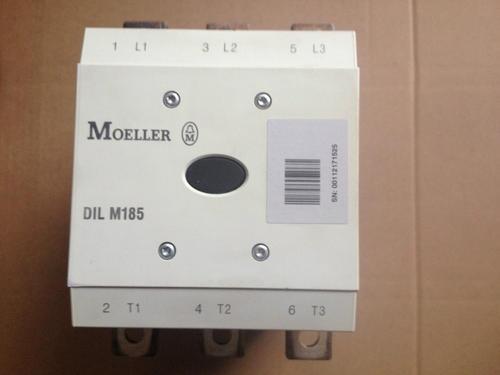 1 L1 3 L2 5 L3
MOELLER M
DIL M185
SN: 00112171525
2 T1 4 T2 6 T3